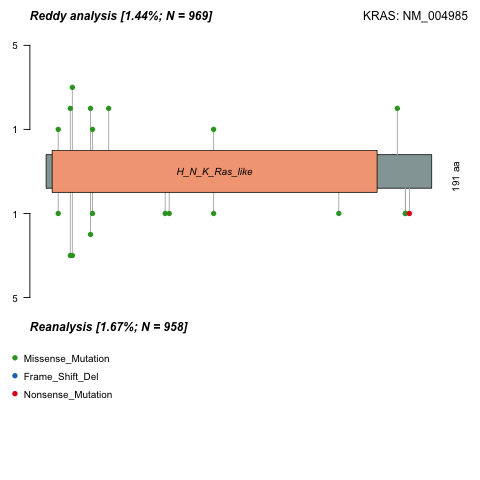 Reddy analysis [1.44%; N = 969]
KRAS: NM_004985
5
1
H_N_K_Ras_like
191 aa
1
5
Reanalysis [1.67%; N = 958]
Missense_Mutation
Frame_Shift_Del
Nonsense_Mutation